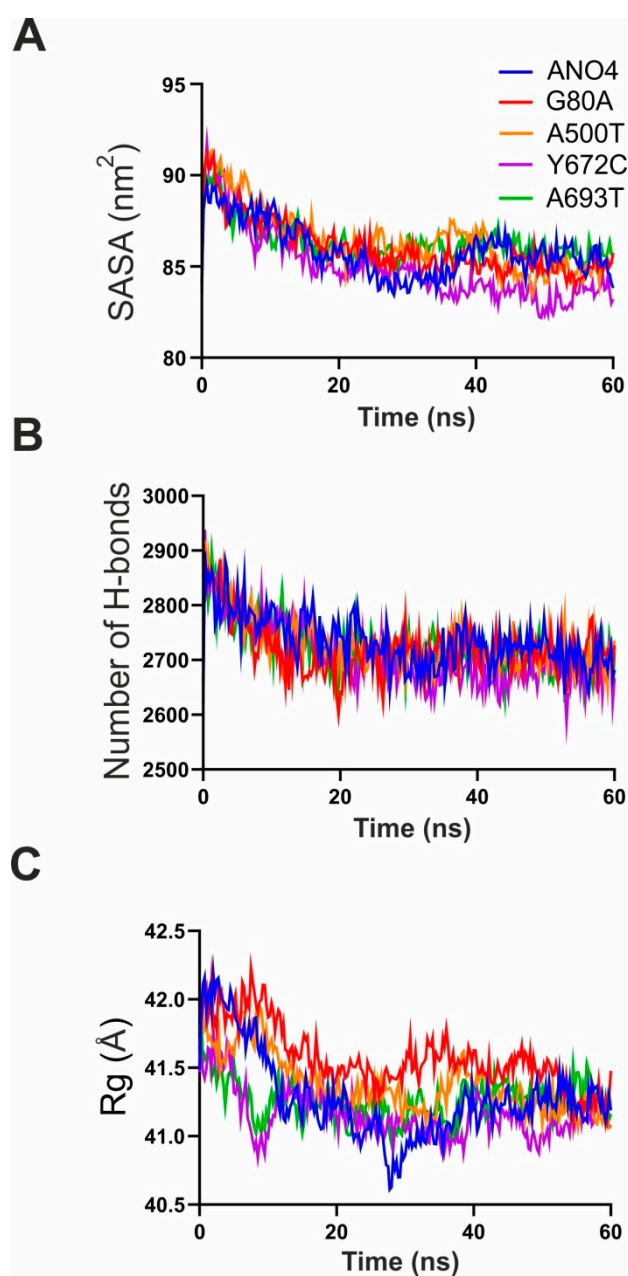 A
95
90
85
80
SASA (nm²)
0
20
40
60
Time (ns)
ANO4
G80A
A500T
Y672C
A693T
B
3000
2900
2800
2700
2600
2500
Number of H-bonds
0
20
40
60
Time (ns)
C
42.5
42.0
41.5
41.0
40.5
Rg (Å)
0
20
40
60
Time (ns)